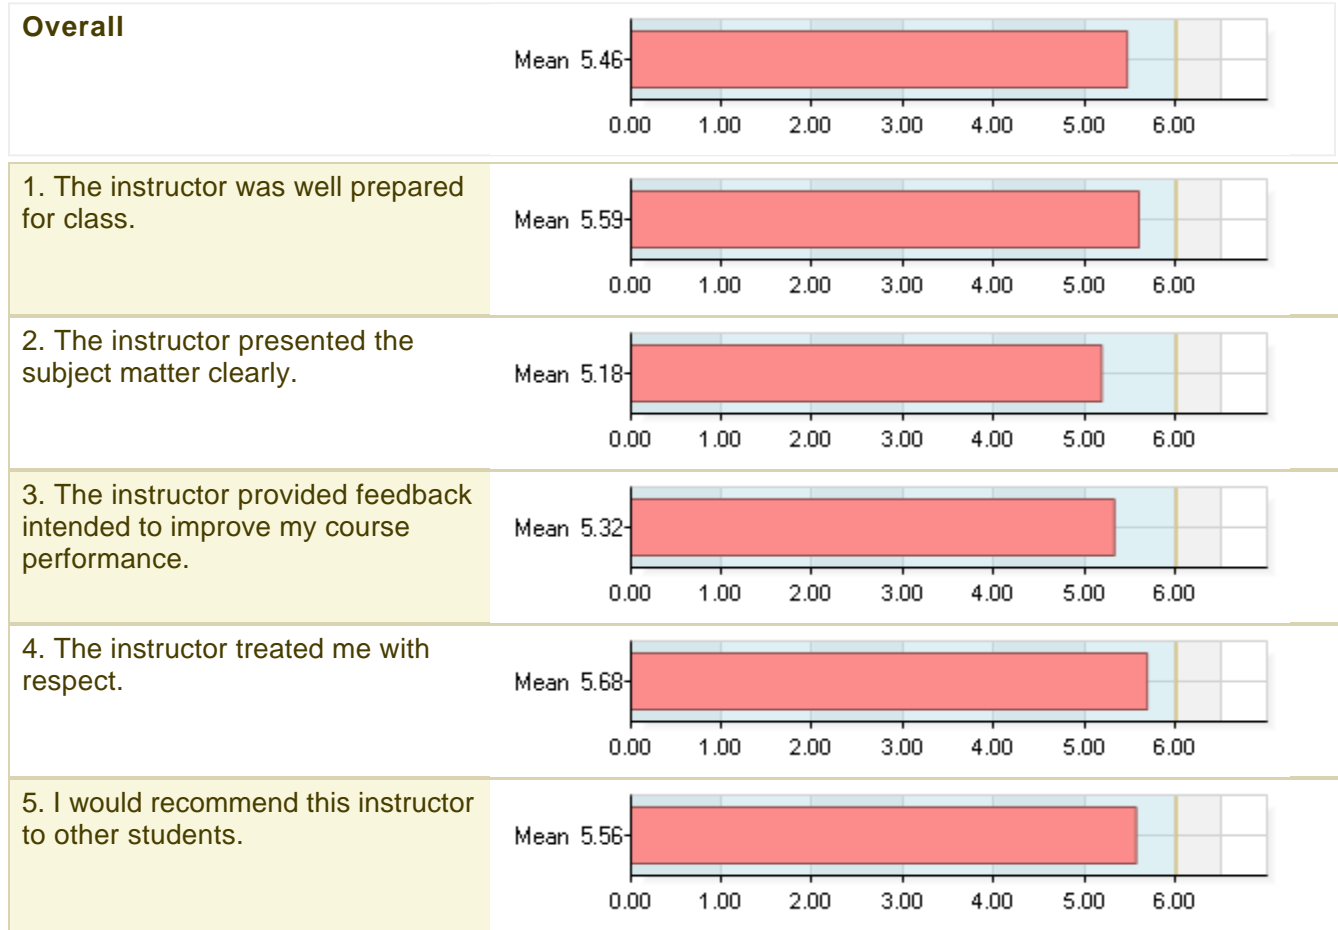 Overall
Mean 5.46
0.00 1.00 2.00 3.00 4.00 5.00 6.00
1. The instructor was well prepared
for class.
Mean 5.59
0.00 1.00 2.00 3.00 4.00 5.00 6.00
2. The instructor presented the
subject matter clearly.
Mean 5.18
0.00 1.00 2.00 3.00 4.00 5.00 6.00
3. The instructor provided feedback
intended to improve my course
performance.
Mean 5.32
0.00 1.00 2.00 3.00 4.00 5.00 6.00
4. The instructor treated me with
respect.
Mean 5.68
0.00 1.00 2.00 3.00 4.00 5.00 6.00
5. I would recommend this instructor
to other students.
Mean 5.56
0.00 1.00 2.00 3.00 4.00 5.00 6.00